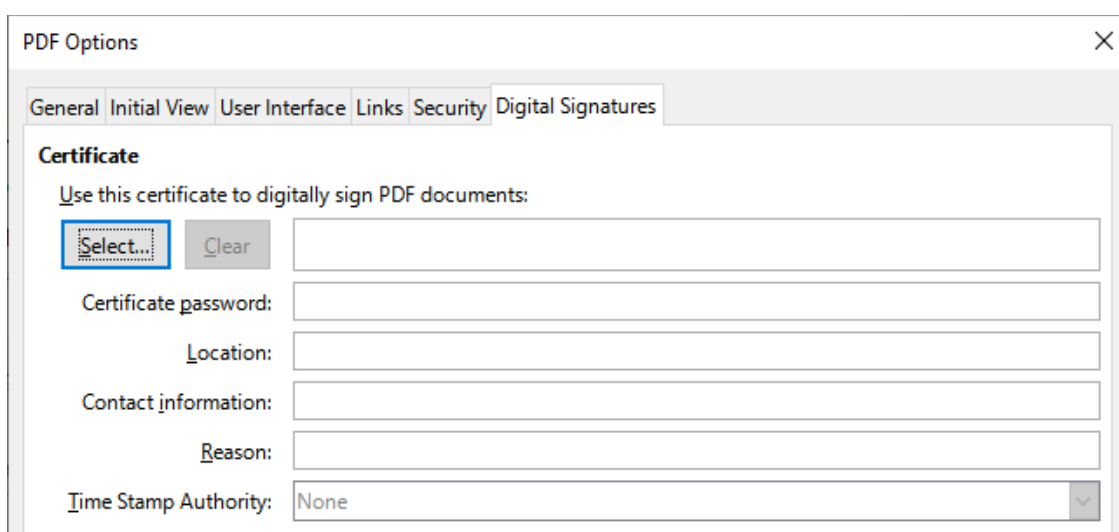 PDF Options
General Initial View User Interface Links Security Digital Signatures
Certificate
Use this certificate to digitally sign PDF documents:
Select... Clear
Certificate password:
Location:
Contact information:
Reason:
Time Stamp Authority: None